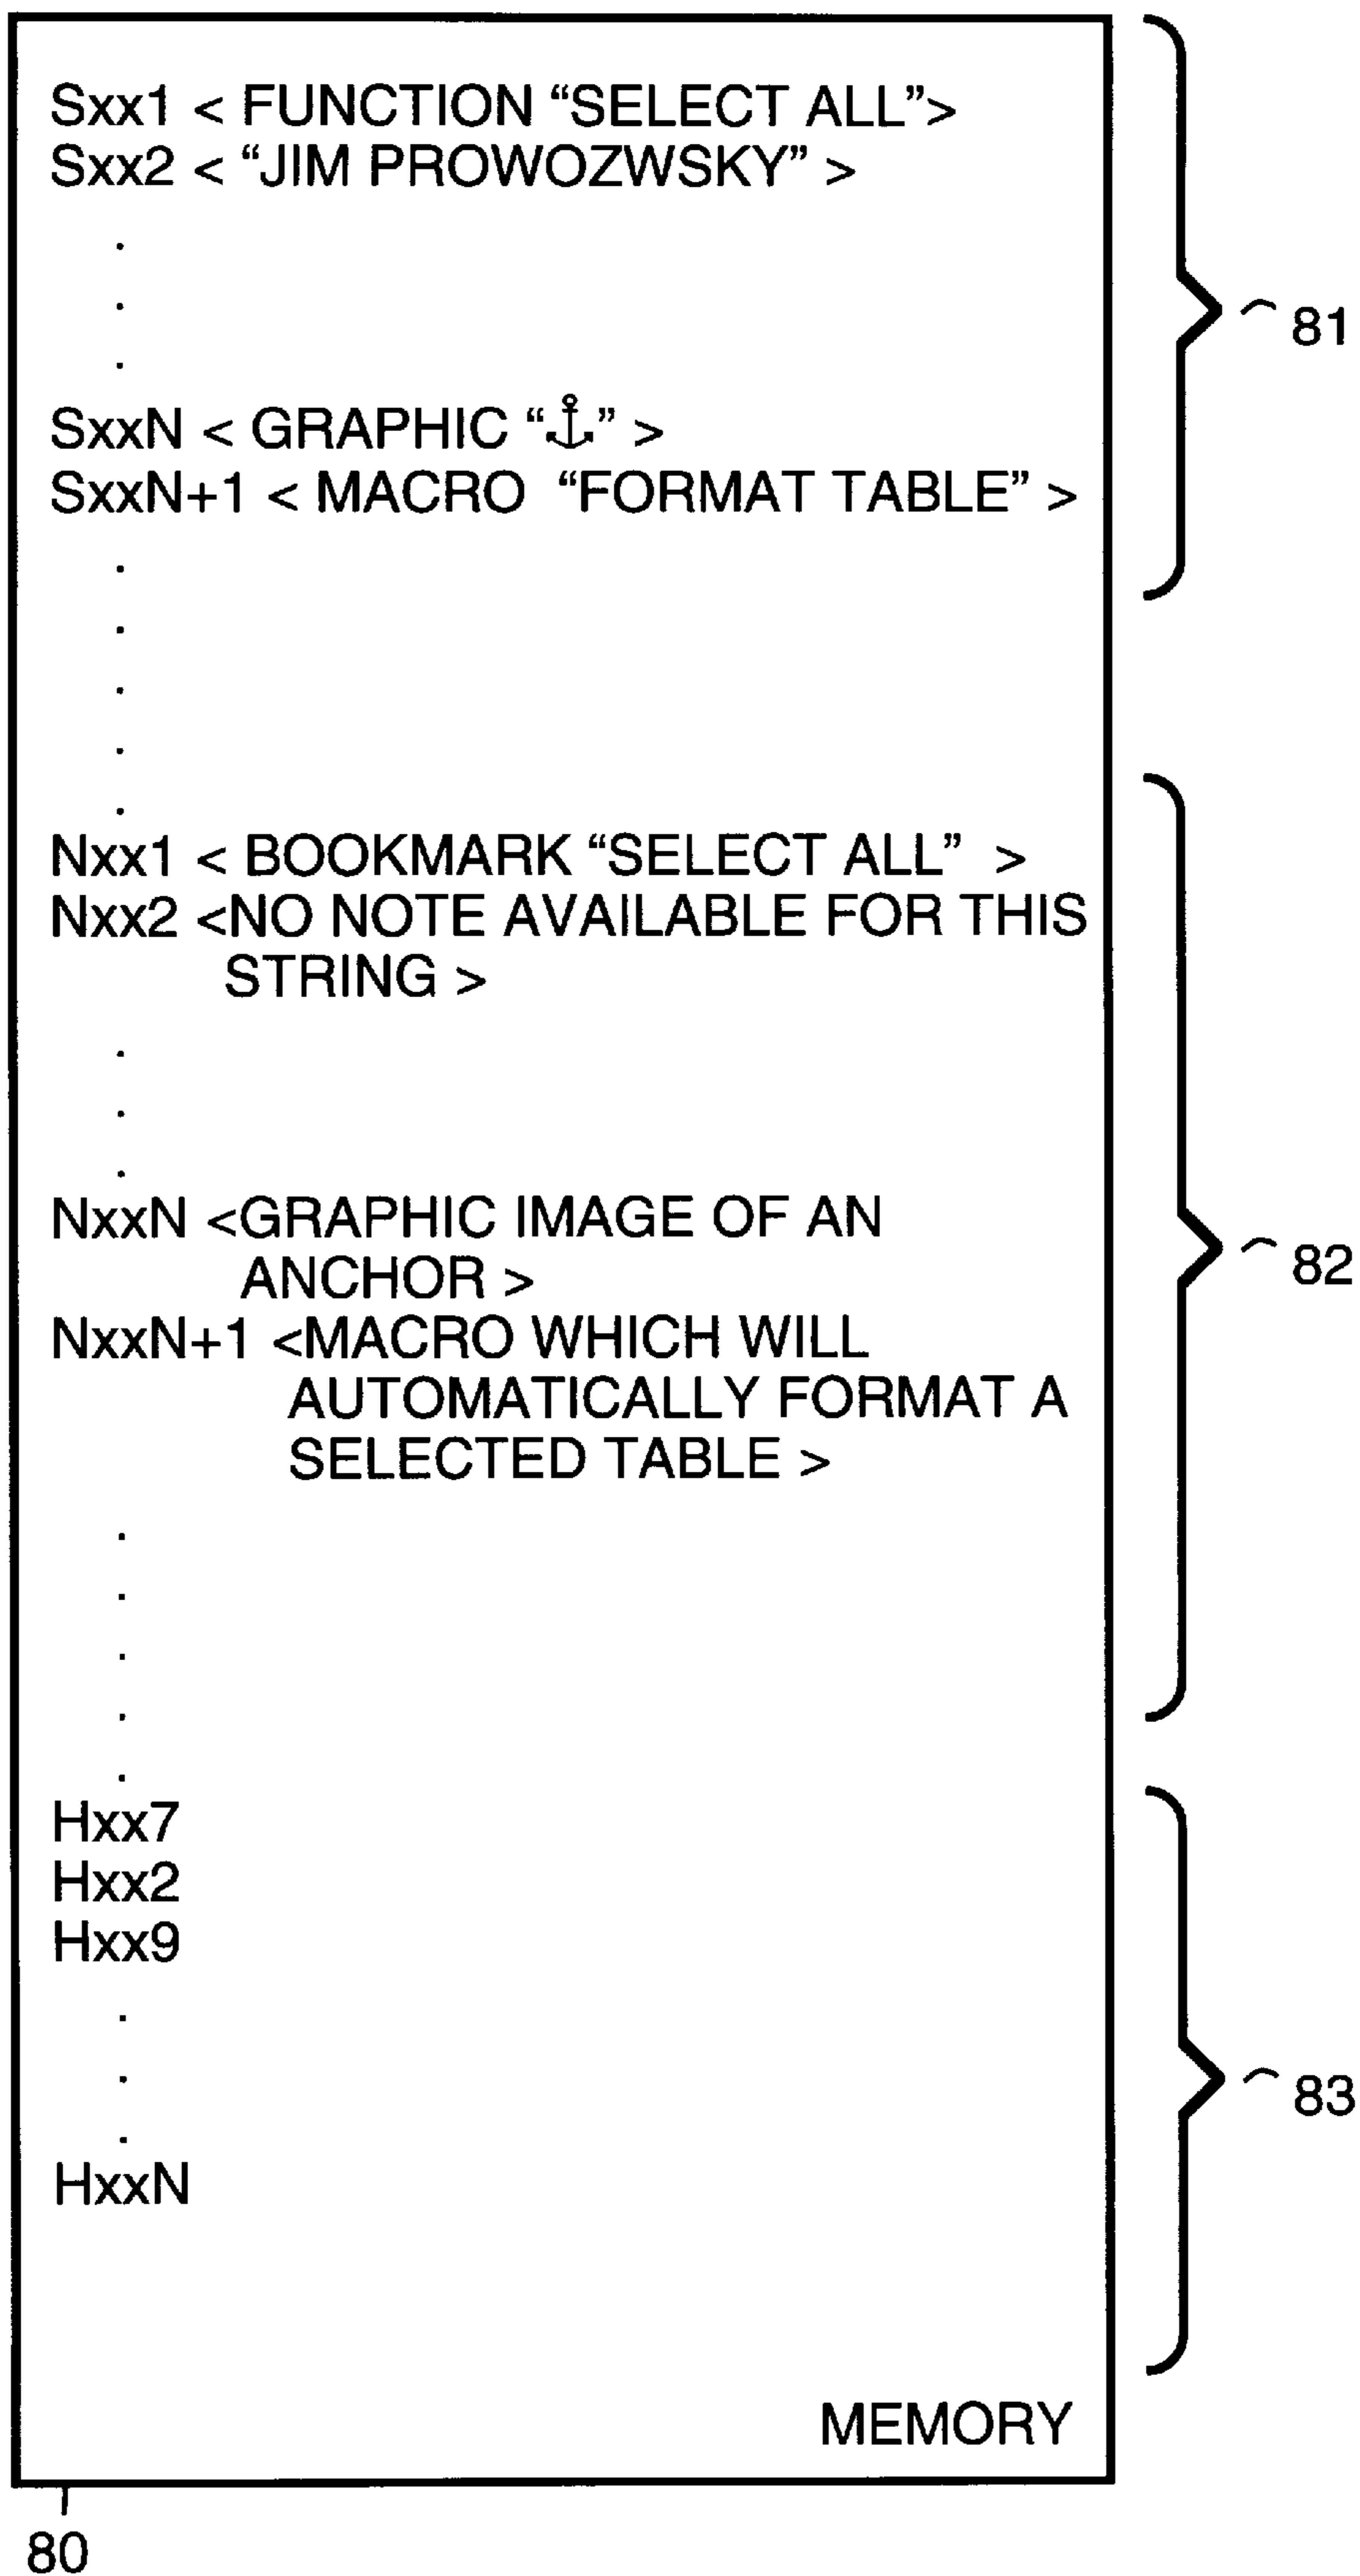 Sxx1 < FUNCTION “SELECT ALL”>
Sxx2 < “JIM PROWOZWSKY” >
.
.
.
81
SxxN < GRAPHIC “⚓” >
SxxN+1 < MACRO “FORMAT TABLE” >
.
.
.
.
.
Nxx1 < BOOKMARK “SELECT ALL” >
Nxx2 <NO NOTE AVAILABLE FOR THIS
STRING >
.
.
.
NxxN <GRAPHIC IMAGE OF AN
82
ANCHOR >
NxxN+1 <MACRO WHICH WILL
AUTOMATICALLY FORMAT A
SELECTED TABLE >
.
.
.
.
.
Hxx7
Hxx2
Hxx9
.
.
83
.
HxxN
MEMORY
80